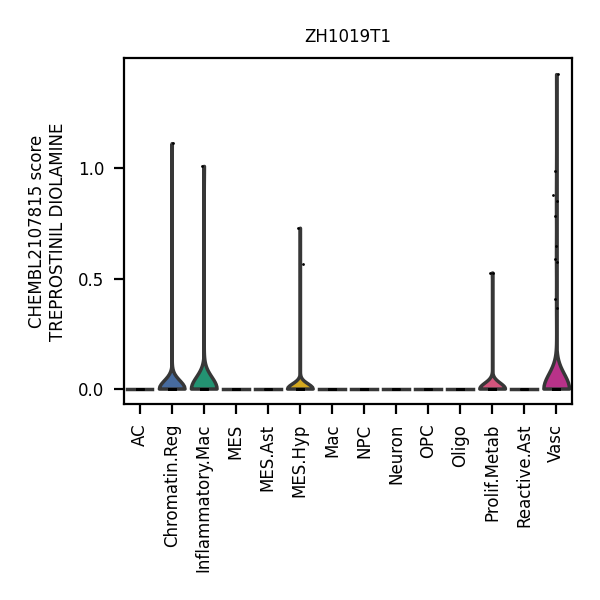 ZH1019T1
CHEMBL2107815 score
TREPROSTINIL DIOLAMINE
1.0
0.5
0.0
AC
Chromatin.Reg
Inflammatory.Mac
MES
MES.Ast
MES.Hyp
Mac
NPC
Neuron
OPC
Oligo
Prolif.Metab
Reactive.Ast
Vasc